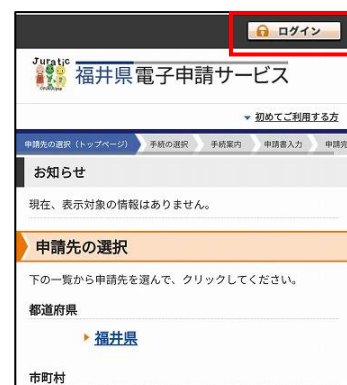 ログイン
Juratic
福井県電子申請サービス
初めてご利用する方
申請先の選択（トップページ） 手続の選択 手続案内 申請書入力 申請完
お知らせ
現在、表示対象の情報はありません。
申請先の選択
下の一覧から申請先を選んで、クリックしてください。
都道府県
福井県
市町村